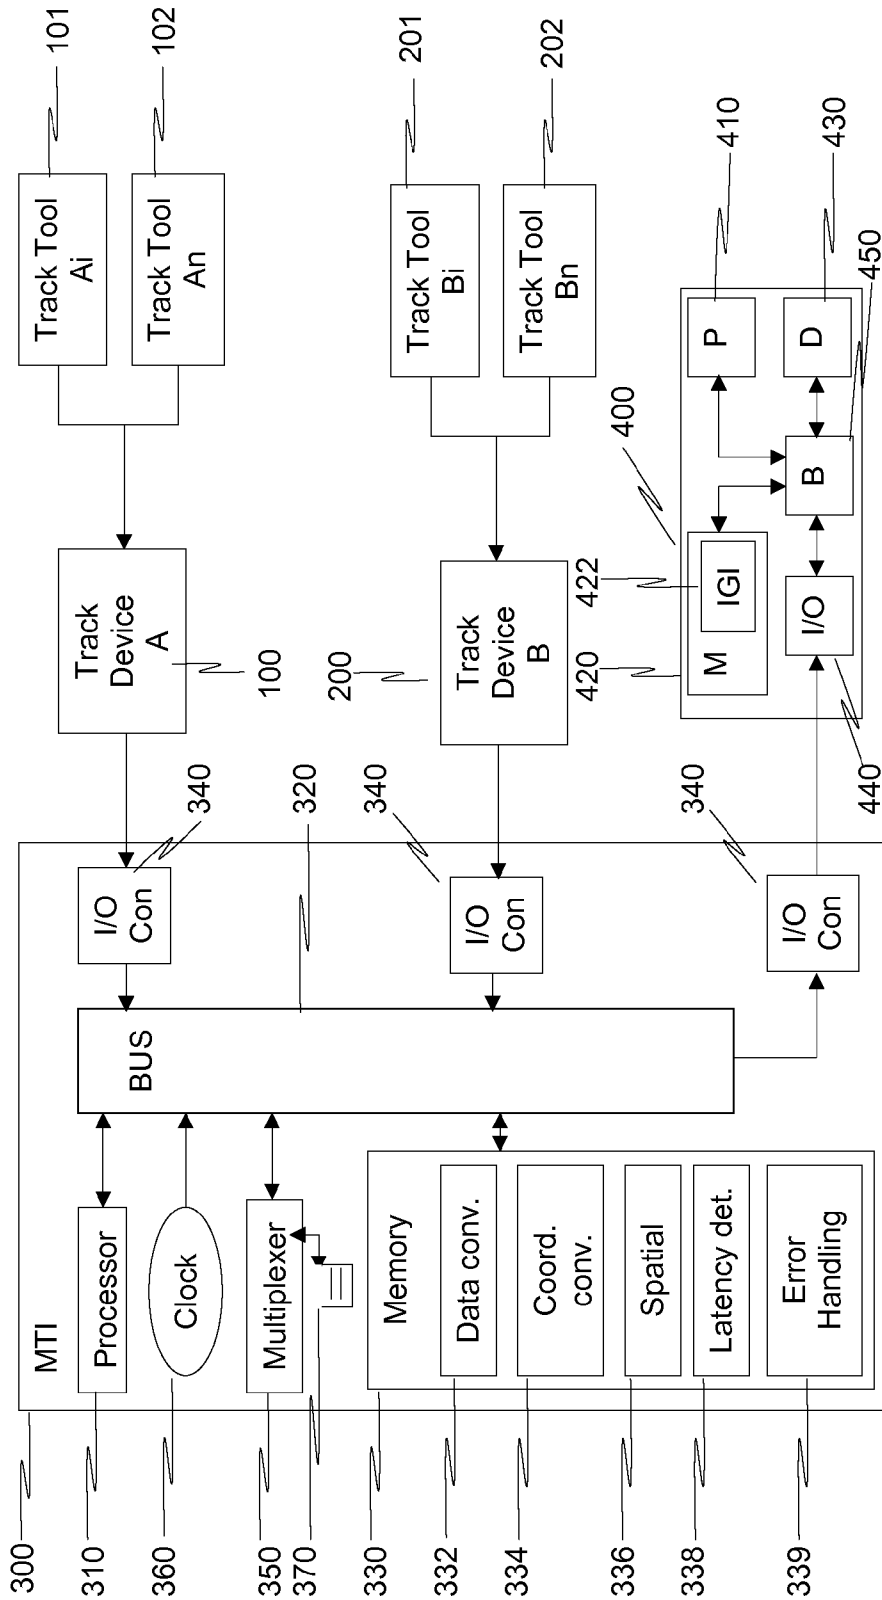 300
MTI
310
Processor
360
Clock
350
Multiplexer
370
330
Memory
332
Data conv.
334
Coord.
conv.
336
Spatial
338
Latency det.
339
Error
Handling
BUS
320
I/O
Con
340
I/O
Con
340
I/O
Con
340
Track
Device
A
100
Track
Device
B
200
Track Tool
Ai
101
Track Tool
An
102
Track Tool
Bi
201
Track Tool
Bn
202
400
420
M
IGI
422
I/O
440
B
450
P
410
D
430